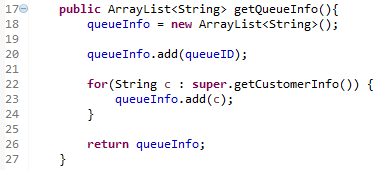 17 public ArrayList<String> getQueueInfo(){
18 queueInfo = new ArrayList<String>();
19
20 queueInfo.add(queueID);
21
22 for(String c : super.getCustomerInfo()) {
23 queueInfo.add(c);
24 }
25
26 return queueInfo;
27 }